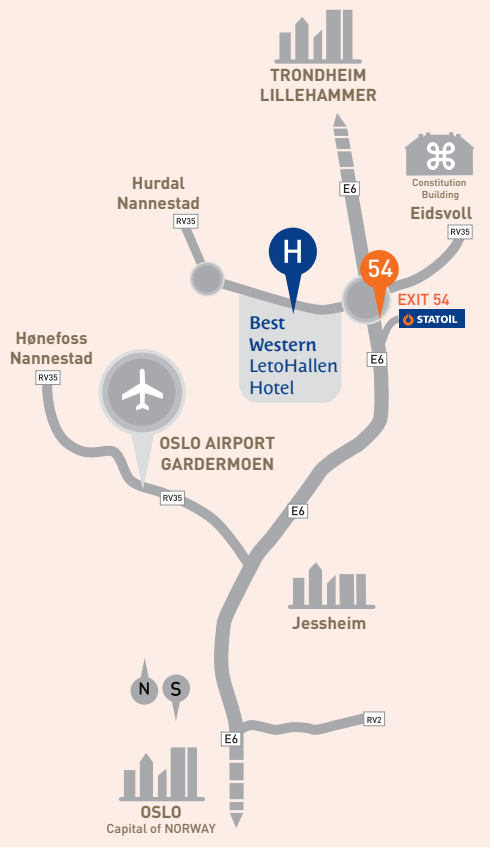 TRONDHEIM
LILLEHAMMER
E6
Constitution
Building
Eidsvoll
RV35
Hurdal
Nannestad
RV35
H
54
EXIT 54
STATOIL
Best
Western
LetoHallen
Hotel
E6
Hønefoss
Nannestad
RV35
OSLO AIRPORT
GARDERMOEN
RV35
E6
Jessheim
N
S
RV2
E6
OSLO
Capital of NORWAY